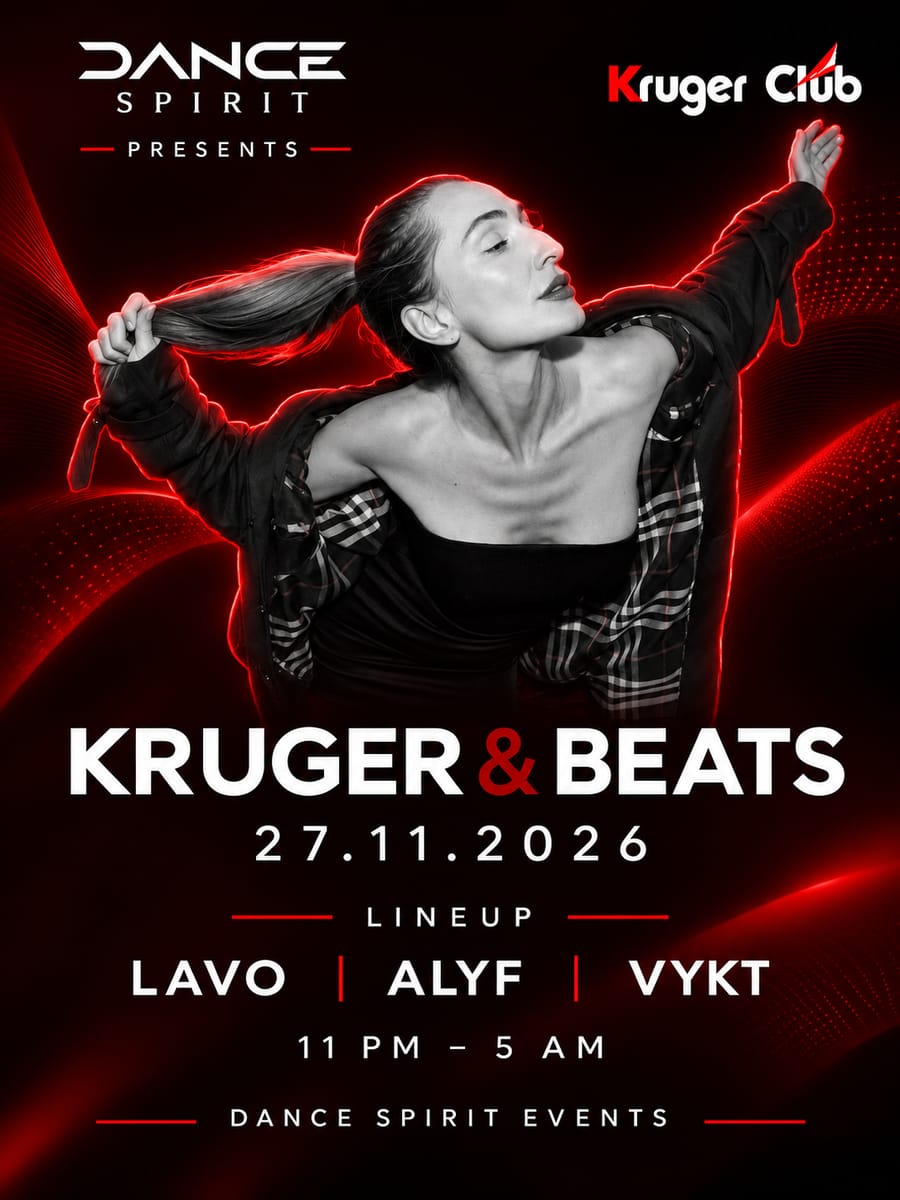 DANCE
SPIRIT
PRESENTS
Kruger Club
KRUGER & BEATS
27.11.2026
LINEUP
LAVO | ALYF | VYKT
11 PM – 5 AM
DANCE SPIRIT EVENTS